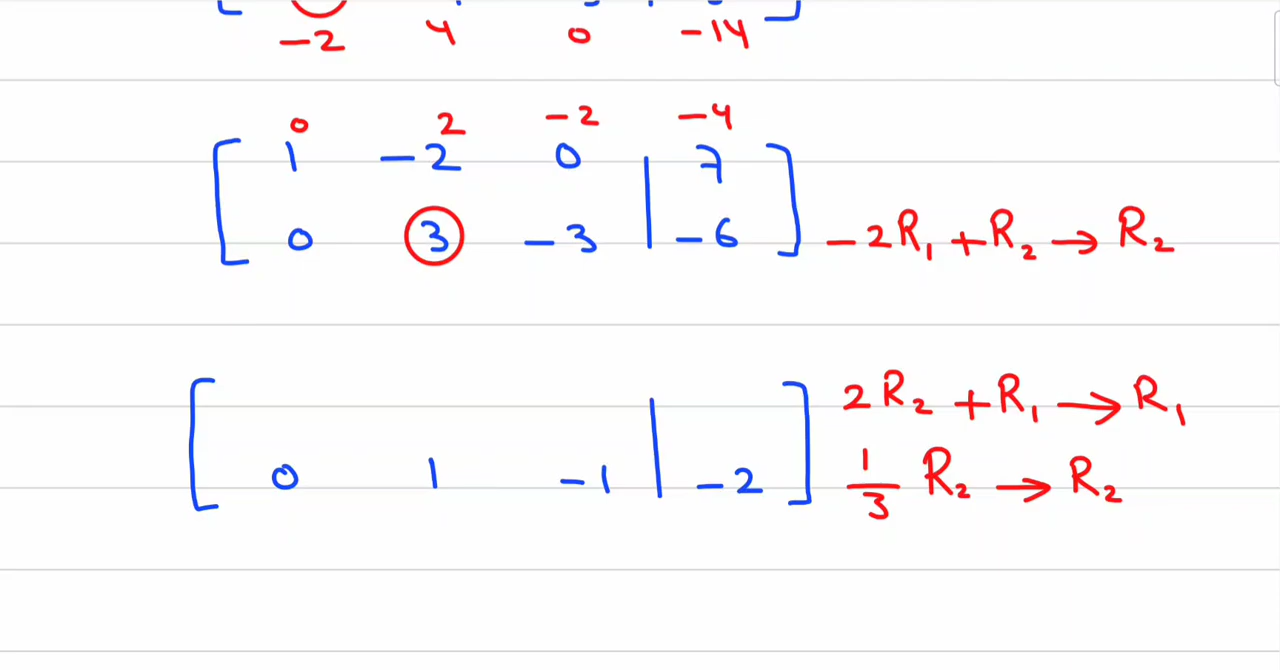 -2 4 0 -14
0 2 -2 -4
[ 1 -2 0 | 7 ]
[ 0 3 -3 | -6 ] -2R₁ + R₂ → R₂
2R₂ + R₁ → R₁
[ 0 1 -1 | -2 ] 1/3 R₂ → R₂